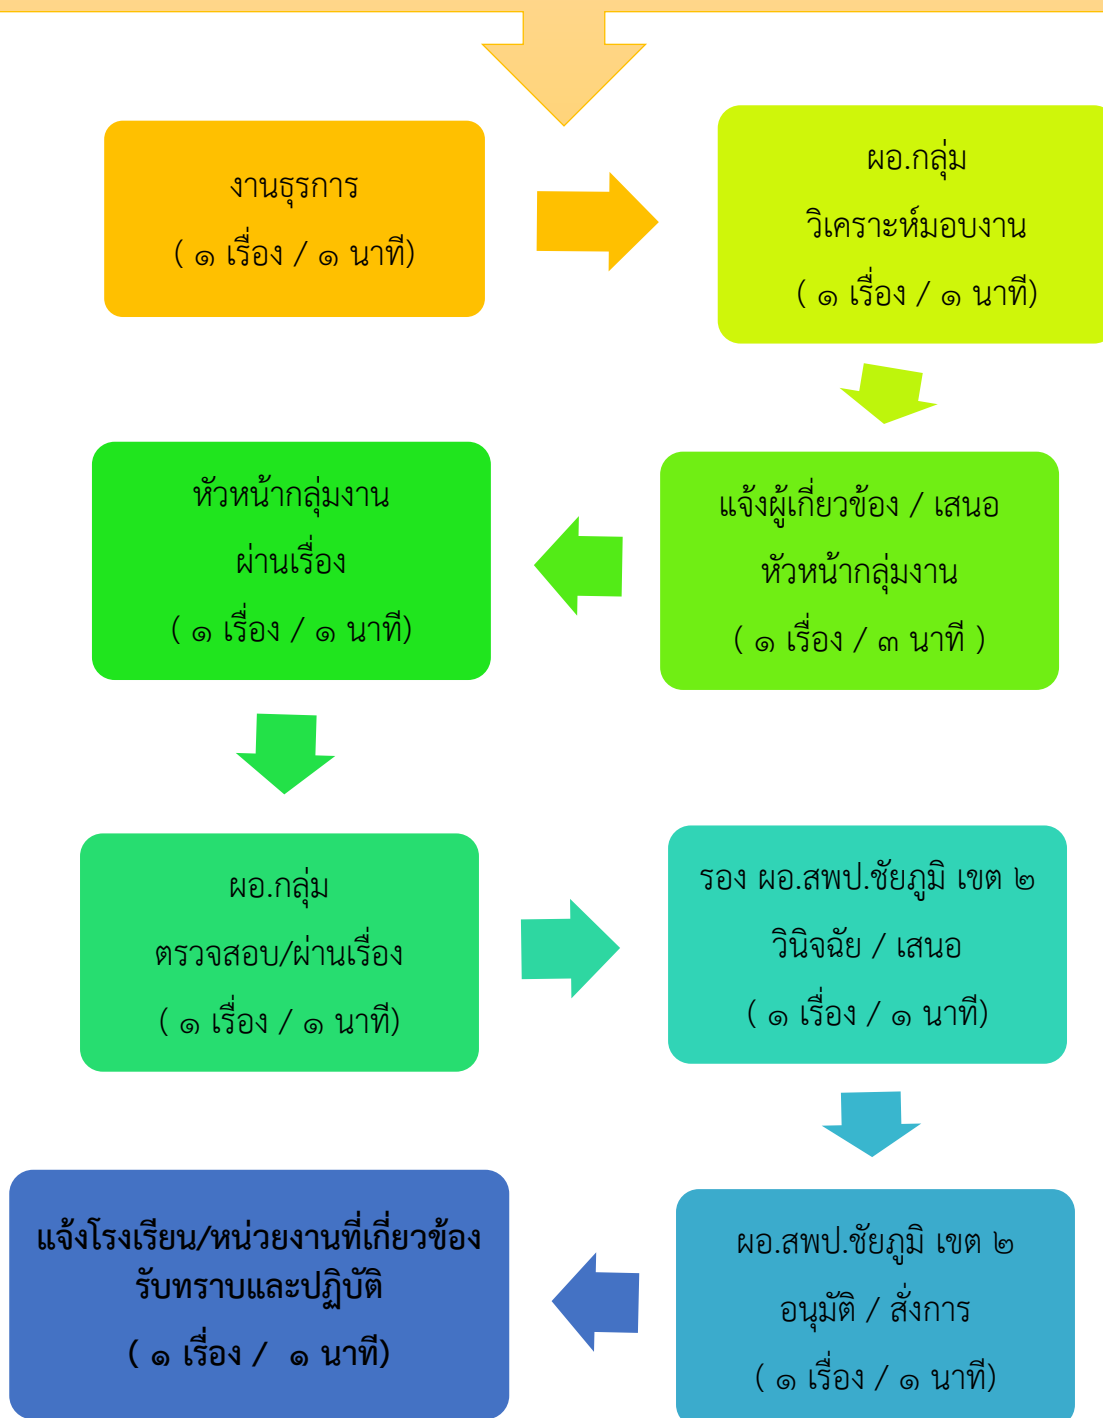 งานธุรการ
( ๑ เรื่อง / ๑ นาที)
ผอ.กลุ่ม
วิเคราะห์มอบงาน
( ๑ เรื่อง / ๑ นาที)
แจ้งผู้เกี่ยวข้อง / เสนอ
หัวหน้ากลุ่มงาน
( ๑ เรื่อง / ๓ นาที )
หัวหน้ากลุ่มงาน
ผ่านเรื่อง
( ๑ เรื่อง / ๑ นาที)
ผอ.กลุ่ม
ตรวจสอบ/ผ่านเรื่อง
( ๑ เรื่อง / ๑ นาที)
รอง ผอ.สพป.ชัยภูมิ เขต ๒
วินิจฉัย / เสนอ
( ๑ เรื่อง / ๑ นาที)
ผอ.สพป.ชัยภูมิ เขต ๒
อนุมัติ / สั่งการ
( ๑ เรื่อง / ๑ นาที)
แจ้งโรงเรียน/หน่วยงานที่เกี่ยวข้อง
รับทราบและปฏิบัติ
( ๑ เรื่อง / ๑ นาที)